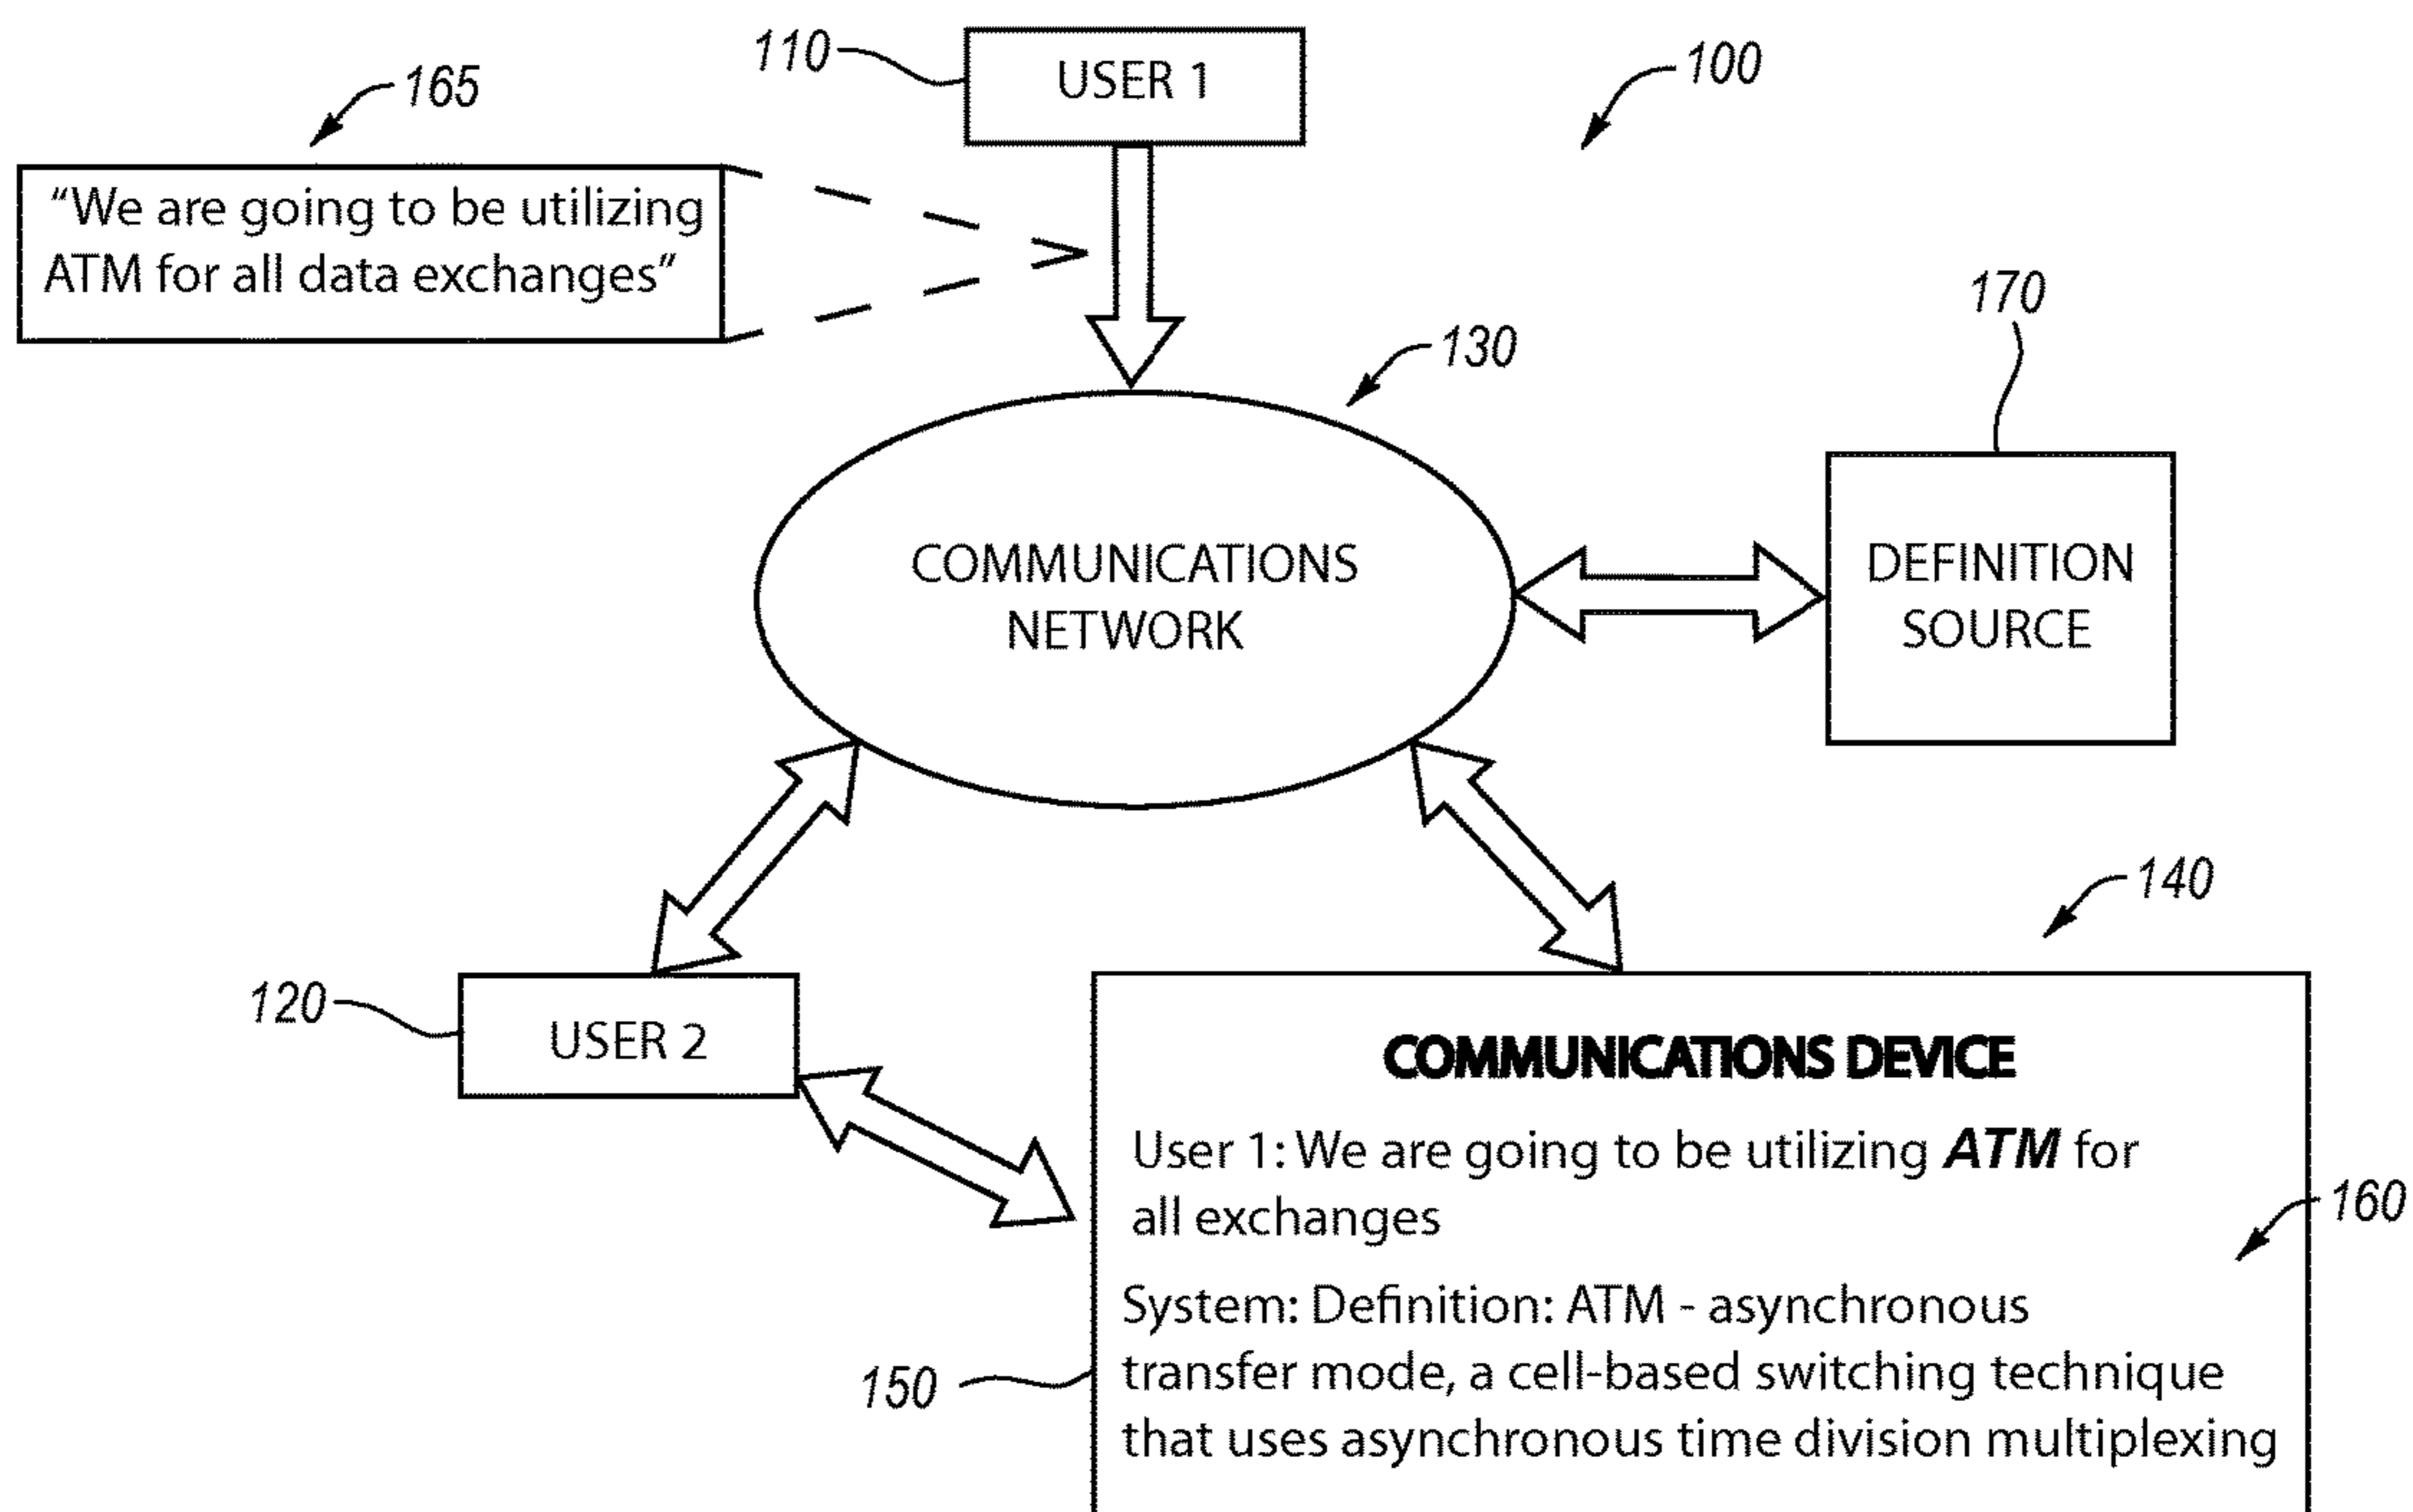 110
USER 1
100
165
“We are going to be utilizing
ATM for all data exchanges”
130
170
COMMUNICATIONS
NETWORK
DEFINITION
SOURCE
140
120
USER 2
COMMUNICATIONS DEVICE
User 1: We are going to be utilizing ATM for
all exchanges
160
System: Definition: ATM - asynchronous
transfer mode, a cell-based switching technique
that uses asynchronous time division multiplexing
150